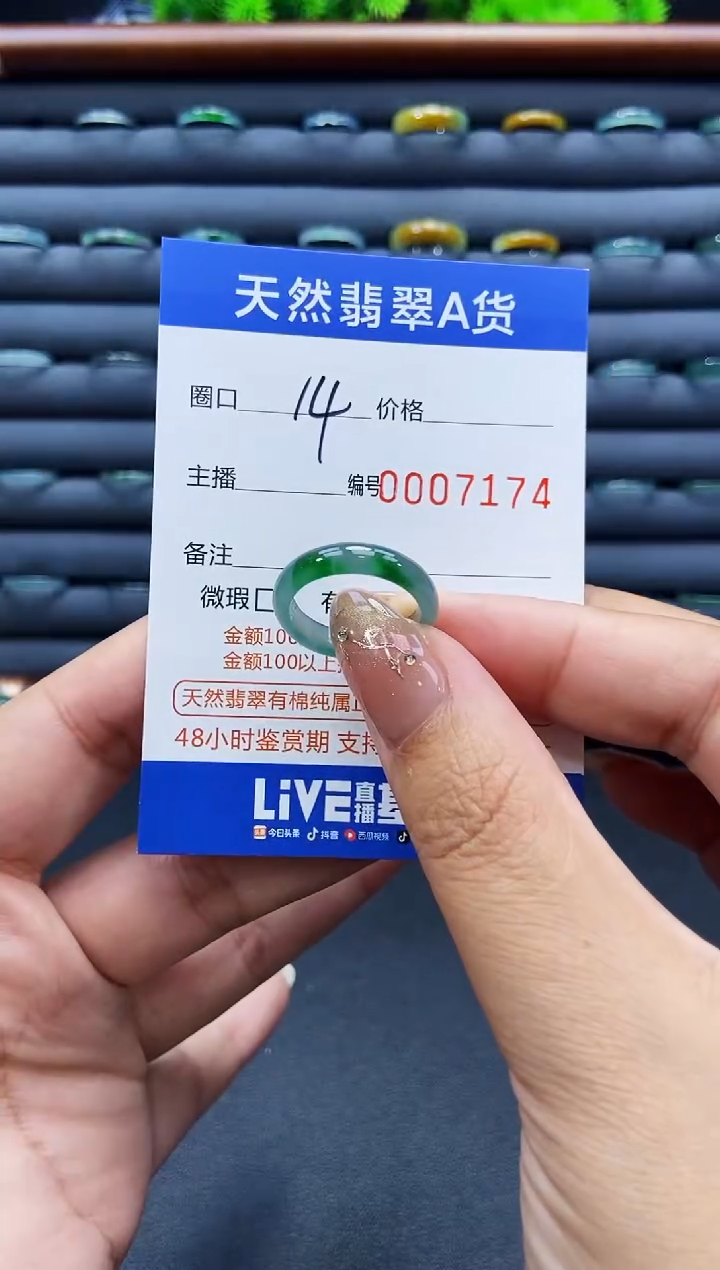 天然翡翠A货
圈口 14 价格
主播 编号0007174
备注
微瑕 有
金额100
金额100以上
天然翡翠有棉纯属正
48小时鉴赏期 支持
LiVE直播基
今日头条 抖音 西瓜视频